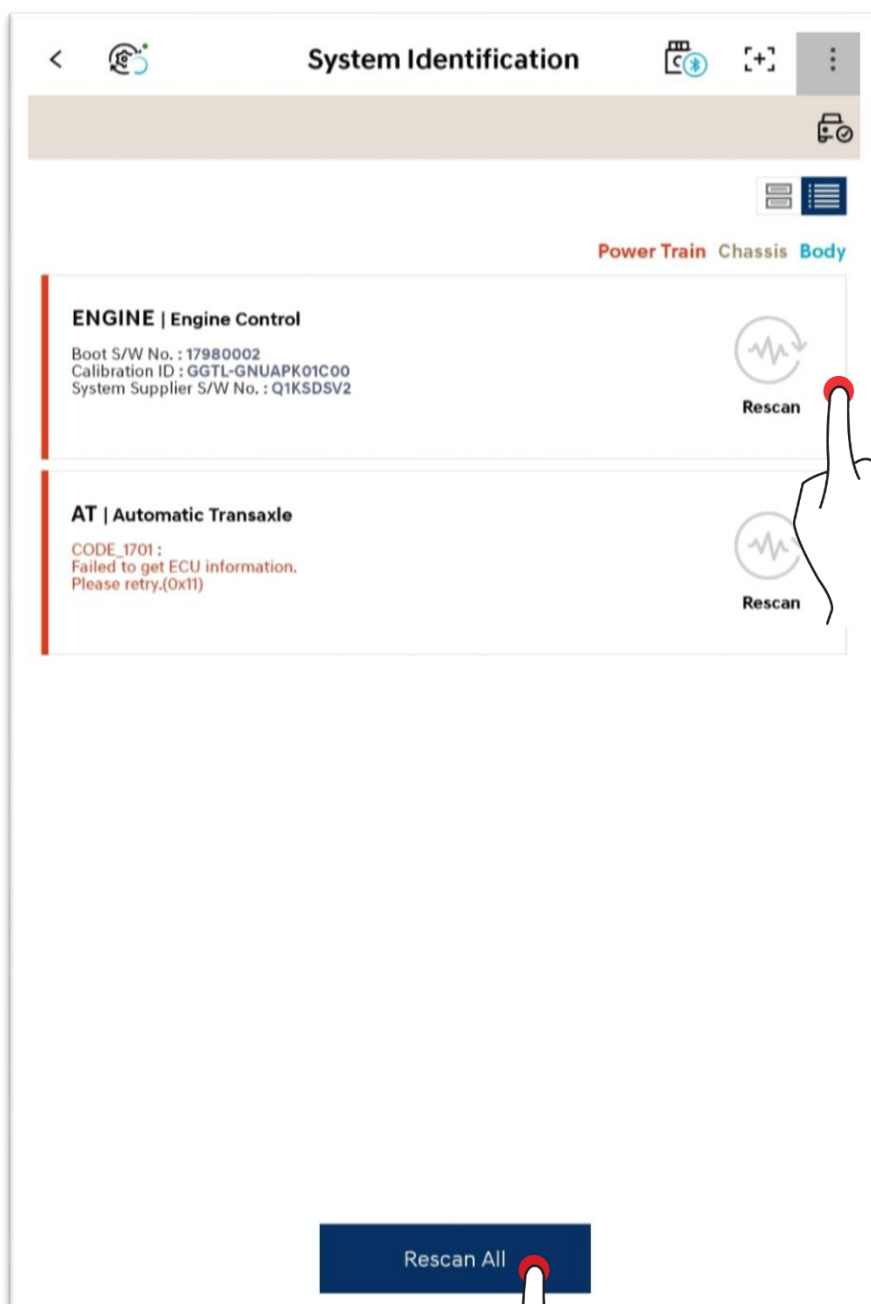 System Identification
Power Train Chassis Body
ENGINE | Engine Control
Boot S/W No. : 17980002
Calibration ID : GGTL-GNUAPK01C00
System Supplier S/W No. : Q1KSDSV2
Rescan
AT | Automatic Transaxle
CODE_1701 :
Failed to get ECU information.
Please retry.(0x11)
Rescan
Rescan All